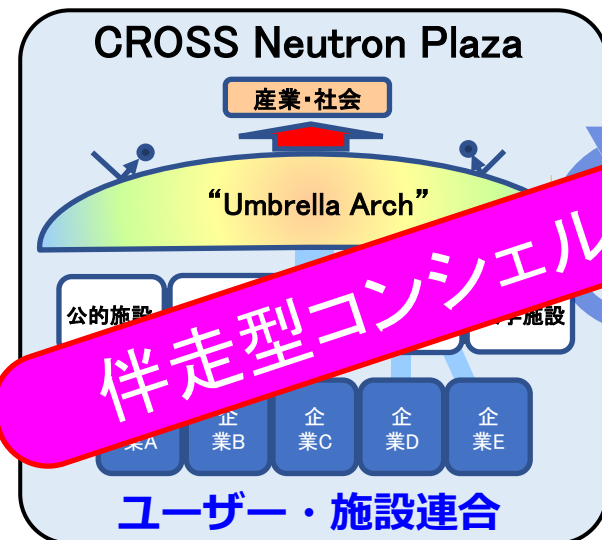 CROSS Neutron Plaza
産業・社会
“Umbrella Arch”
公的施設
施設
伴走型コンシェル
業A
企業B
企業C
企業D
企業E
ユーザー・施設連合